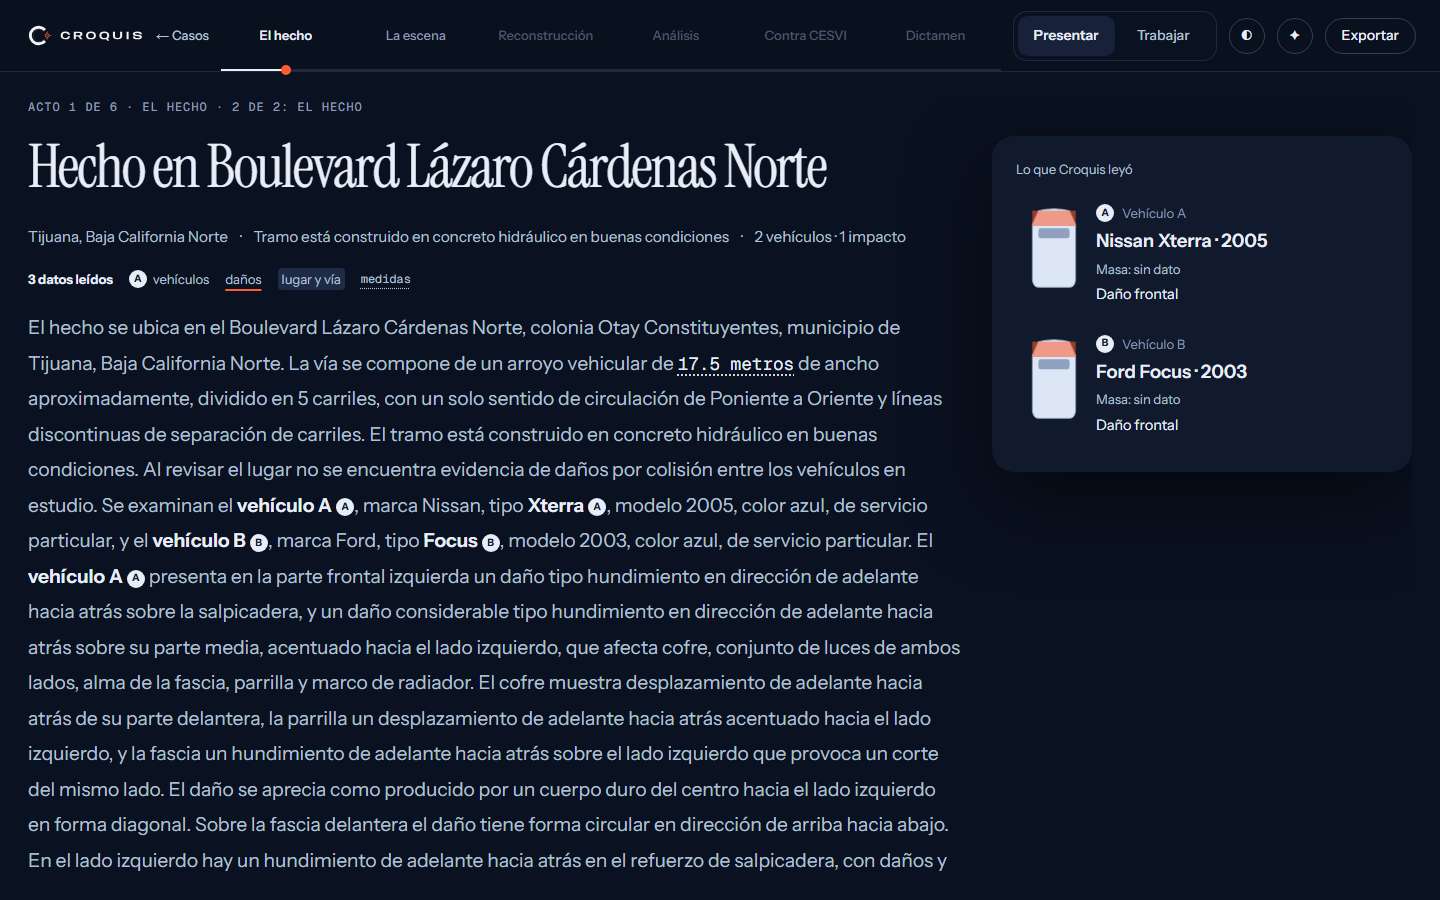 CROQUIS
← Casos
El hecho
La escena
Reconstrucción
Análisis
Contra CESVI
Dictamen
Presentar
Trabajar
Exportar
ACTO 1 DE 6 · EL HECHO · 2 DE 2: EL HECHO
Hecho en Boulevard Lázaro Cárdenas Norte
Tijuana, Baja California Norte · Tramo está construido en concreto hidráulico en buenas condiciones · 2 vehículos · 1 impacto
3 datos leídos A vehículos daños lugar y vía medidas
El hecho se ubica en el Boulevard Lázaro Cárdenas Norte, colonia Otay Constituyentes, municipio de
Tijuana, Baja California Norte. La vía se compone de un arroyo vehicular de 17.5 metros de ancho
aproximadamente, dividido en 5 carriles, con un solo sentido de circulación de Poniente a Oriente y líneas
discontinuas de separación de carriles. El tramo está construido en concreto hidráulico en buenas
condiciones. Al revisar el lugar no se encuentra evidencia de daños por colisión entre los vehículos en
estudio. Se examinan el vehículo A A, marca Nissan, tipo Xterra A, modelo 2005, color azul, de servicio
particular, y el vehículo B B, marca Ford, tipo Focus B, modelo 2003, color azul, de servicio particular. El
vehículo A A presenta en la parte frontal izquierda un daño tipo hundimiento en dirección de adelante
hacia atrás sobre la salpicadera, y un daño considerable tipo hundimiento en dirección de adelante hacia
atrás sobre su parte media, acentuado hacia el lado izquierdo, que afecta cofre, conjunto de luces de ambos
lados, alma de la fascia, parrilla y marco de radiador. El cofre muestra desplazamiento de adelante hacia
atrás de su parte delantera, la parrilla un desplazamiento de adelante hacia atrás acentuado hacia el lado
izquierdo, y la fascia un hundimiento de adelante hacia atrás sobre el lado izquierdo que provoca un corte
del mismo lado. El daño se aprecia como producido por un cuerpo duro del centro hacia el lado izquierdo
en forma diagonal. Sobre la fascia delantera el daño tiene forma circular en dirección de arriba hacia abajo.
En el lado izquierdo hay un hundimiento de adelante hacia atrás en el refuerzo de salpicadera, con daños y
Lo que Croquis leyó
A Vehículo A
Nissan Xterra · 2005
Masa: sin dato
Daño frontal
B Vehículo B
Ford Focus · 2003
Masa: sin dato
Daño frontal